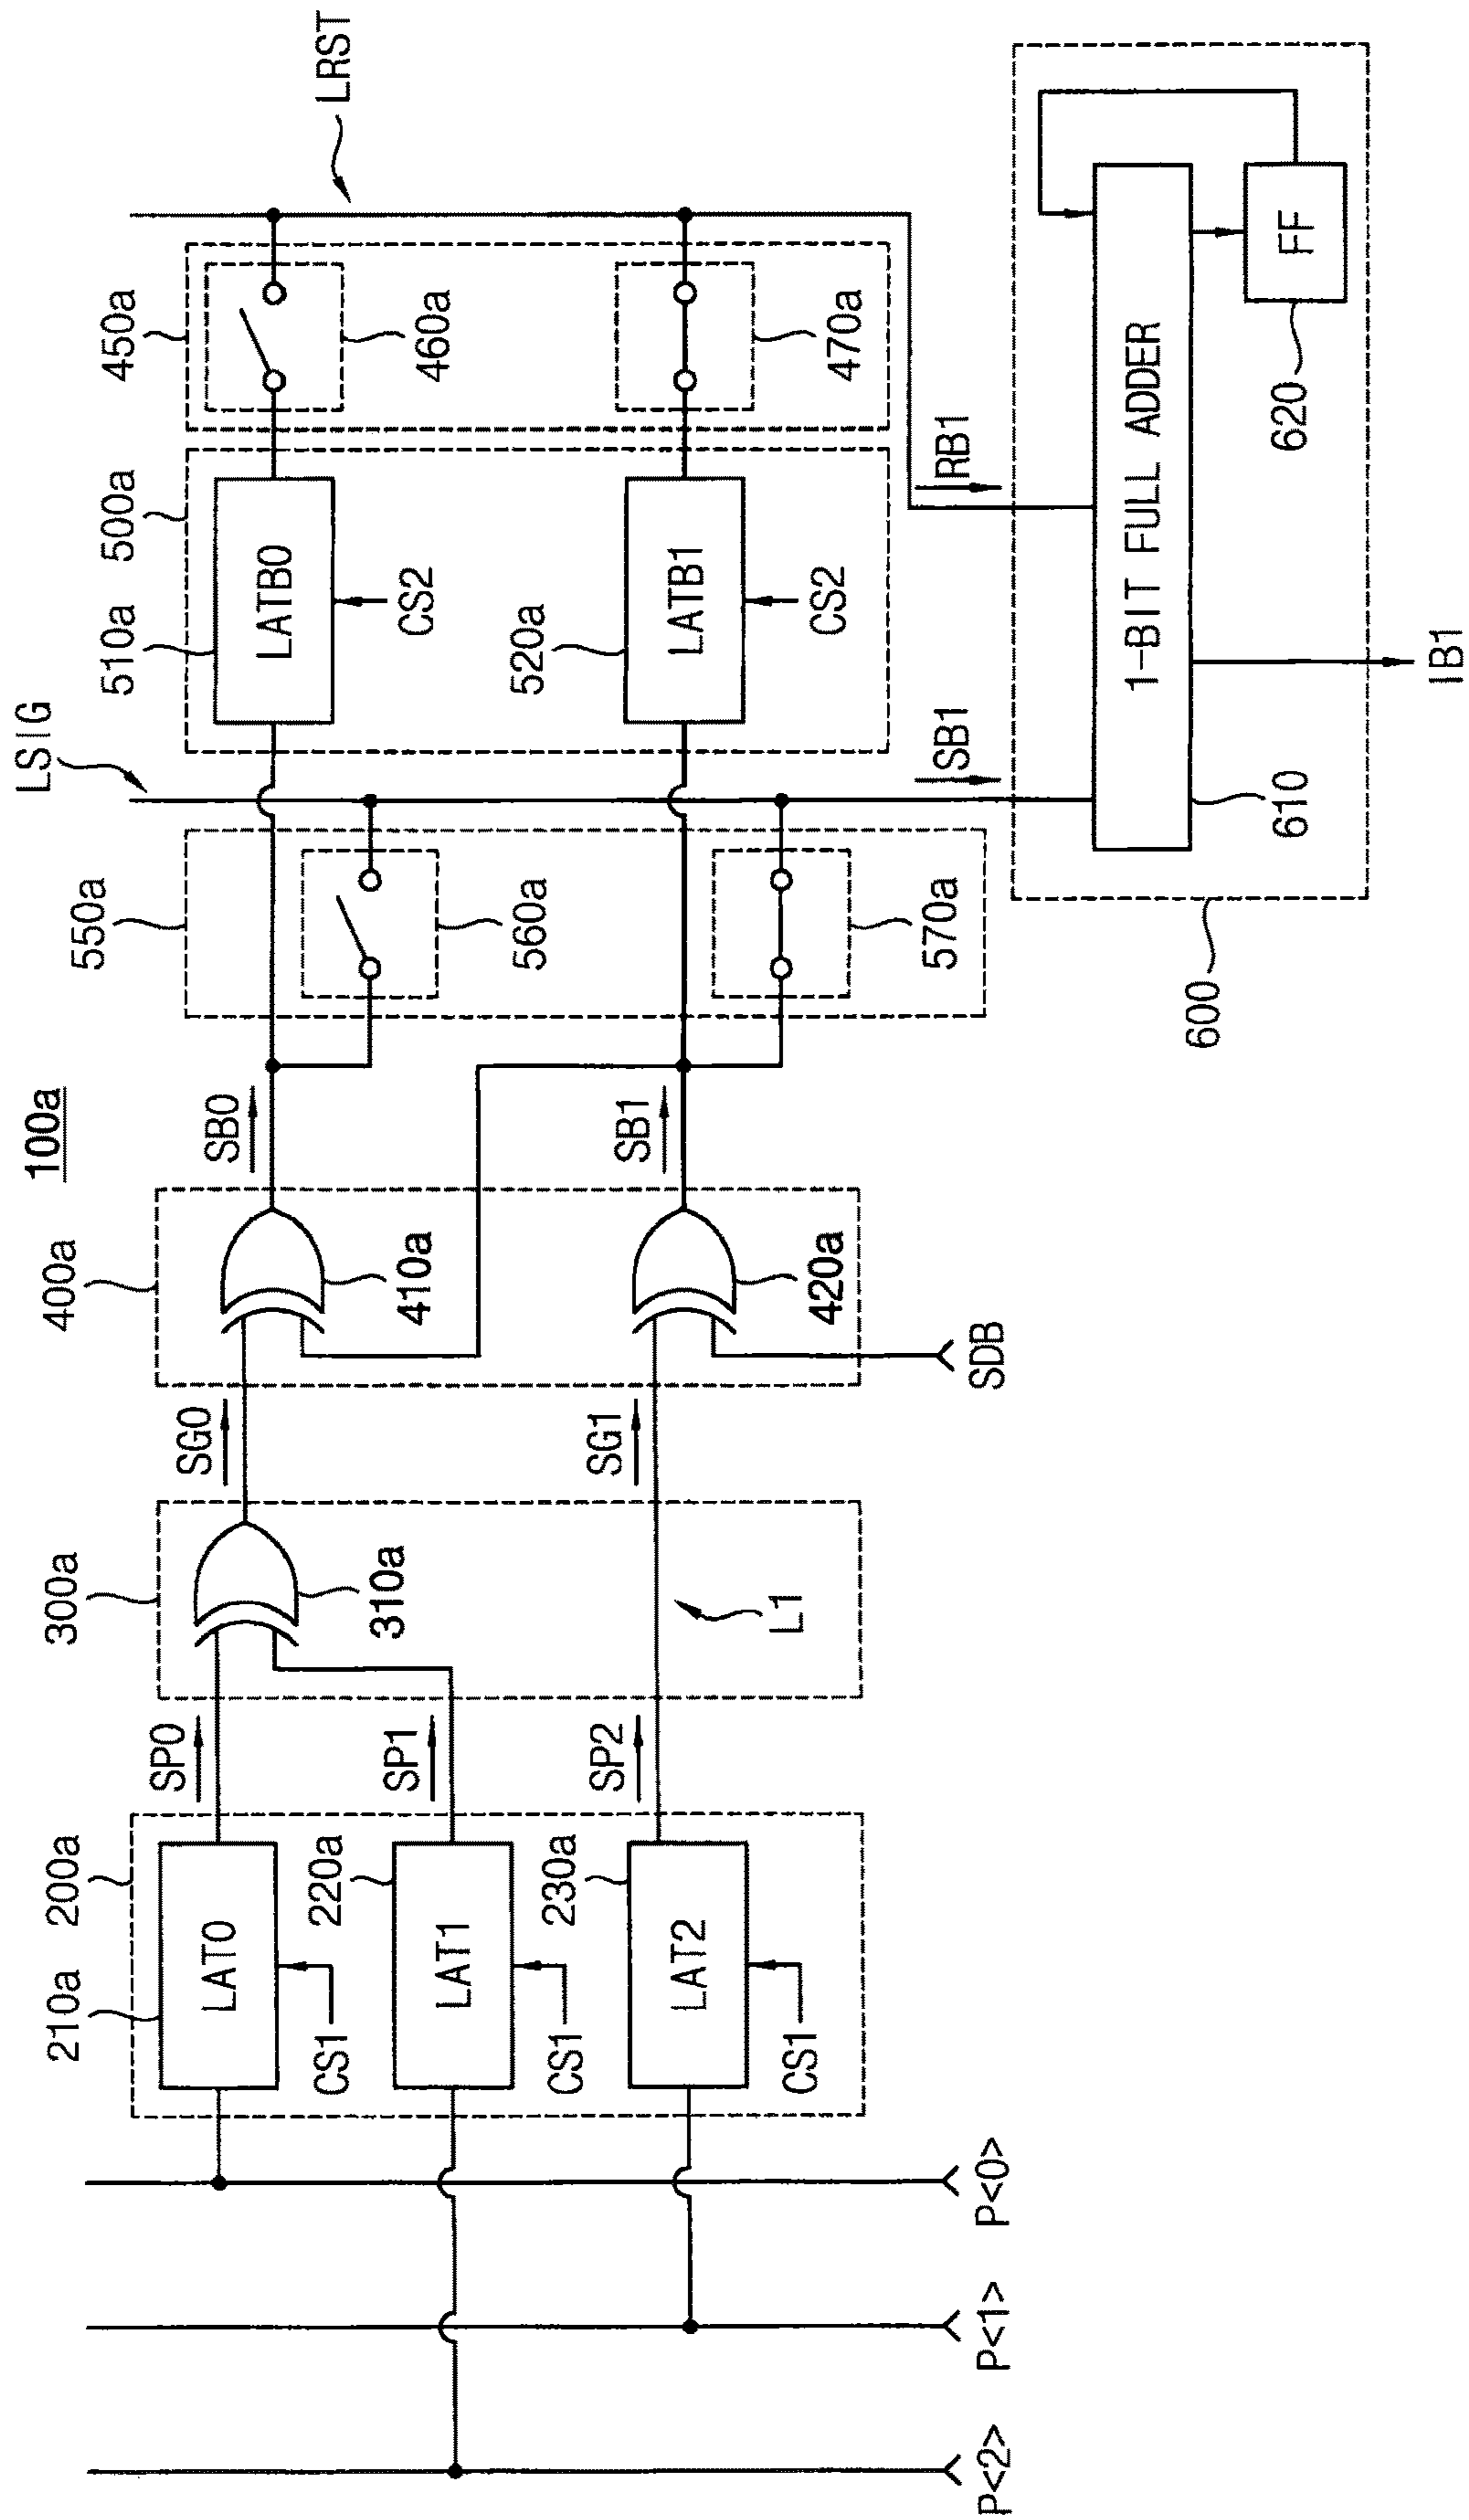 100a
P<2>
P<1>
P<0>
200a
210a
LAT0
CS1
220a
LAT1
CS1
230a
LAT2
CS1
SP0
SP1
SP2
300a
310a
L1
SG0
SG1
400a
410a
420a
SDB
SB0
SB1
550a
560a
570a
LSIG
500a
510a
LATB0
CS2
520a
LATB1
CS2
450a
460a
470a
LRST
SB1
RB1
600
610
1-BIT FULL ADDER
620
FF
IB1